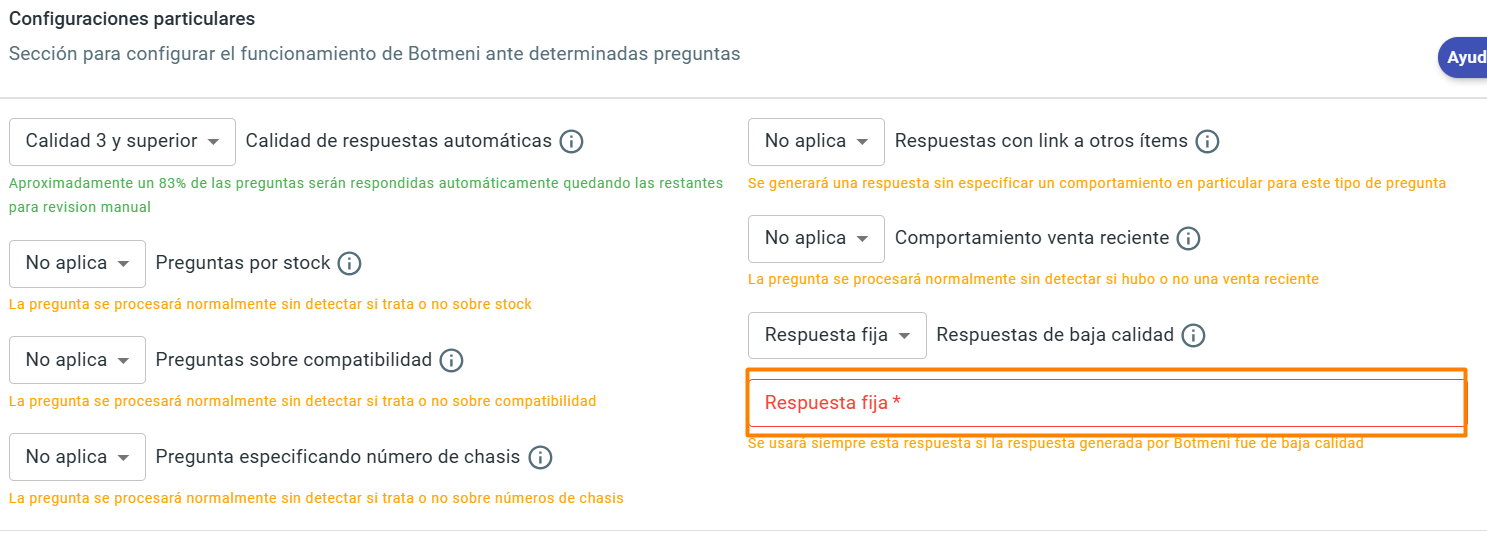 Configuraciones particulares
Sección para configurar el funcionamiento de Botmeni ante determinadas preguntas
Ayud
Calidad 3 y superior
Calidad de respuestas automáticas
Aproximadamente un 83% de las preguntas serán respondidas automáticamente quedando las restantes
para revision manual
No aplica
Preguntas por stock
La pregunta se procesará normalmente sin detectar si trata o no sobre stock
No aplica
Preguntas sobre compatibilidad
La pregunta se procesará normalmente sin detectar si trata o no sobre compatibilidad
No aplica
Pregunta especificando número de chasis
La pregunta se procesará normalmente sin detectar si trata o no sobre números de chasis
No aplica
Respuestas con link a otros ítems
Se generará una respuesta sin especificar un comportamiento en particular para este tipo de pregunta
No aplica
Comportamiento venta reciente
La pregunta se procesará normalmente sin detectar si hubo o no una venta reciente
Respuesta fija
Respuestas de baja calidad
Respuesta fija *
Se usará siempre esta respuesta si la respuesta generada por Botmeni fue de baja calidad